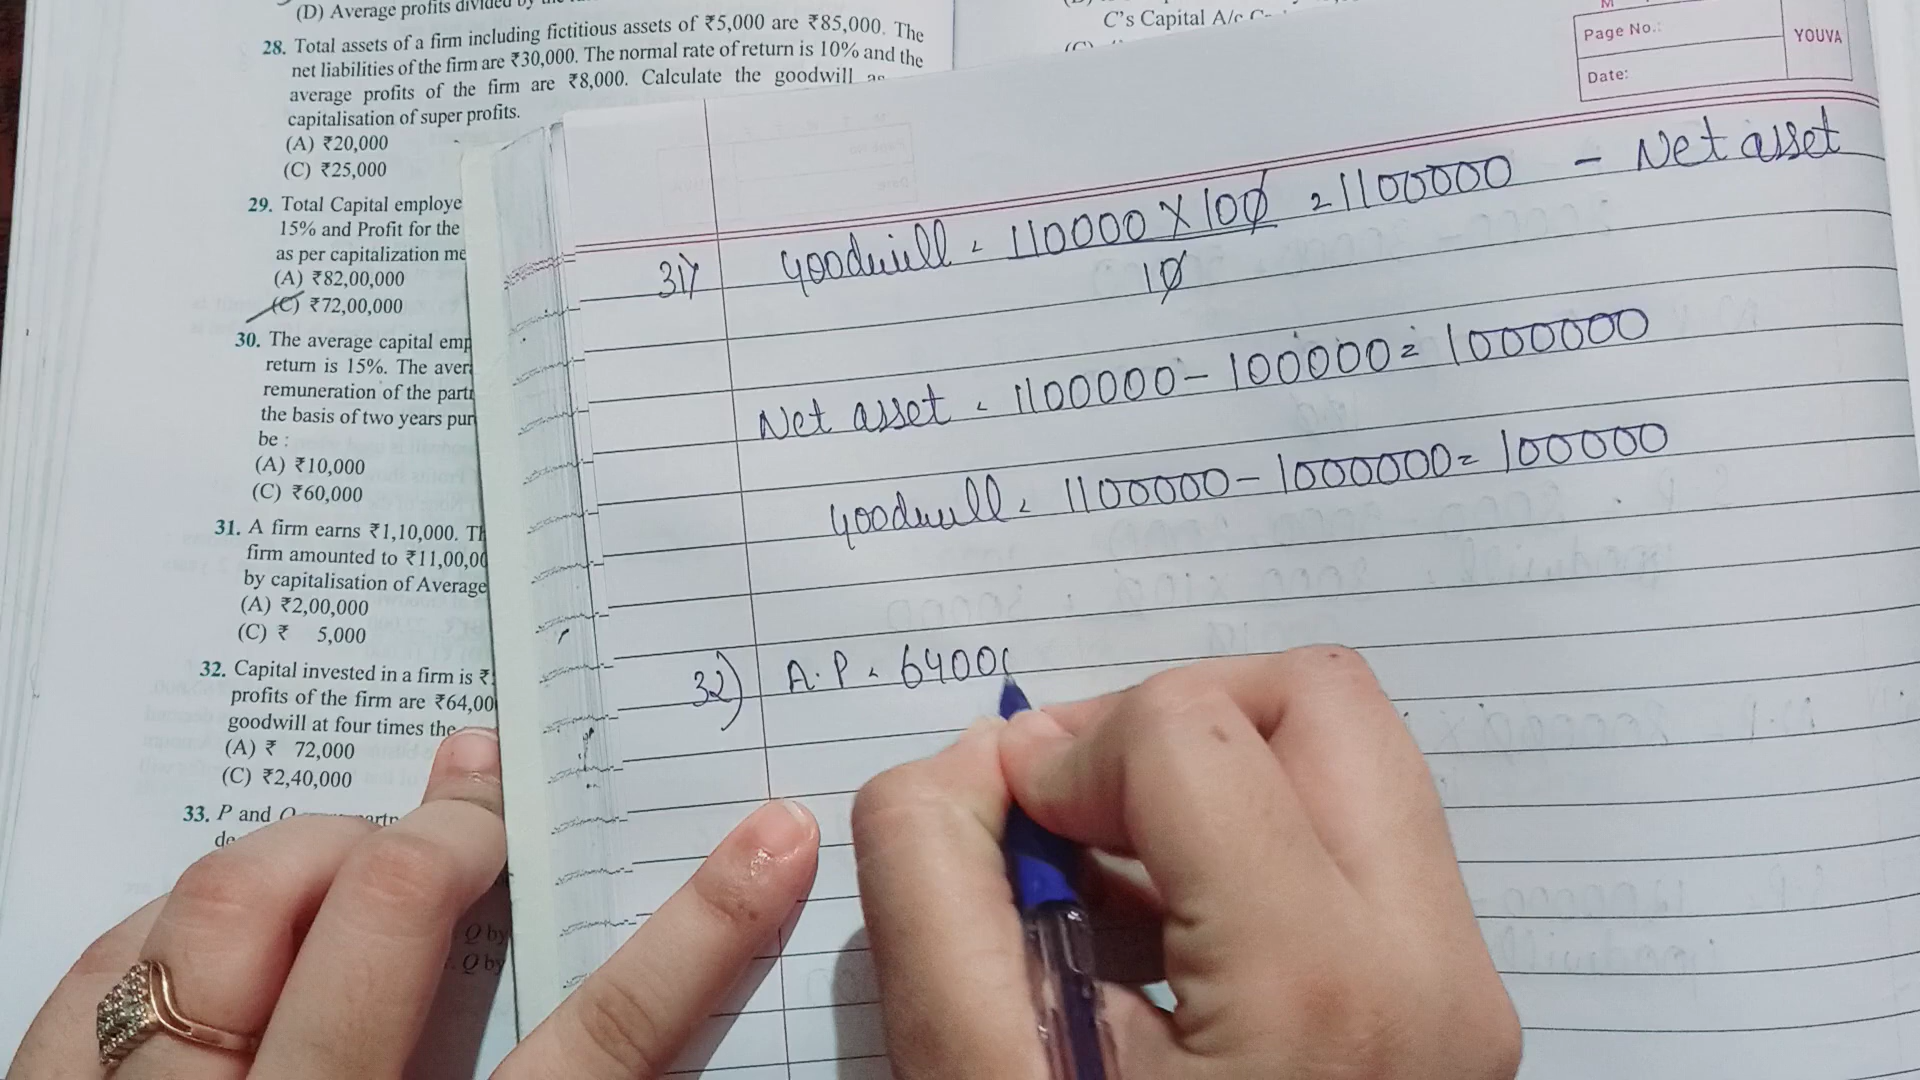 (D) Average profits divided by the
28. Total assets of a firm including fictitious assets of ₹5,000 are ₹85,000. The
net liabilities of the firm are ₹30,000. The normal rate of return is 10% and the
average profits of the firm are ₹8,000. Calculate the goodwill as
capitalisation of super profits.
(A) ₹20,000
(C) ₹25,000
29. Total Capital employe
15% and Profit for the
as per capitalization me
(A) ₹82,00,000
(C) ₹72,00,000
30. The average capital emp
return is 15%. The aver
remuneration of the part
the basis of two years pur
be :
(A) ₹10,000
(C) ₹60,000
31. A firm earns ₹1,10,000. Th
firm amounted to ₹11,00,00
by capitalisation of Average
(A) ₹2,00,000
(C) ₹ 5,000
32. Capital invested in a firm is ₹
profits of the firm are ₹64,00
goodwill at four times the
(A) ₹ 72,000
(C) ₹2,40,000
33. P and Q
de
Q by
Q by
C's Capital A/c
(C)
Page No.:
Date:
YOUVA
31) Goodwill = 110000 X 100 = 1100000 - Net asset
10
Net asset = 1100000 - 100000 = 1000000
Goodwill = 1100000 - 1000000 = 100000
32) A.P = 6400